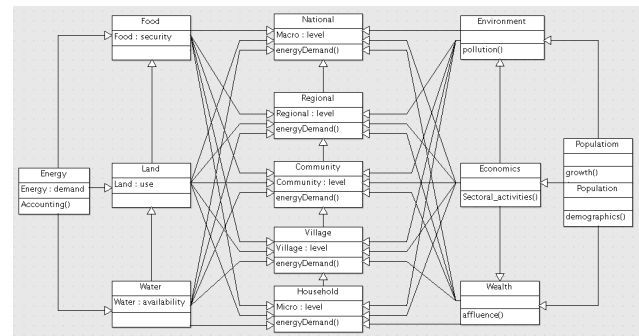 Food
Food : security
National
Macro : level
energyDemand()
Environment
pollution()
Regional
Regional : level
energyDemand()
Energy
Energy : demand
Accounting()
Land
Land : use
Community
Community : level
energyDemand()
Economics
Sectoral_activities()
Populatiom
growth()
Population
demographics()
Village
Village : level
energyDemand()
Water
Water : availability
Household
Micro : level
energyDemand()
Wealth
affluence()